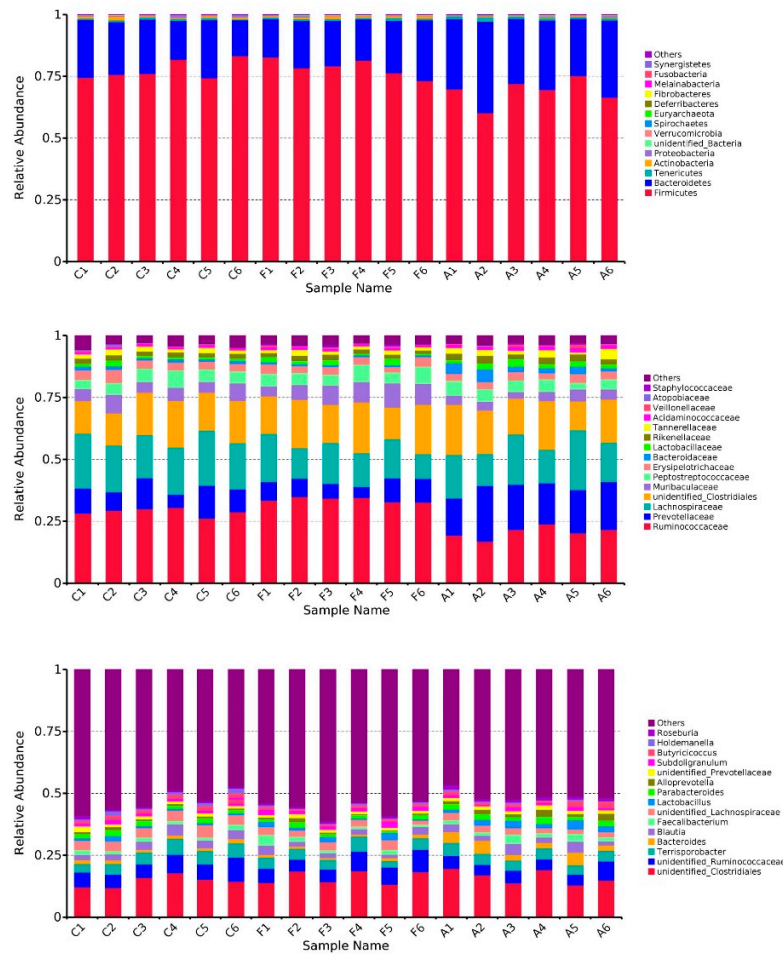 1
0.75
0.5
0.25
0
Relative Abundance
C1 C2 C3 C4 C5 C6 F1 F2 F3 F4 F5 F6 A1 A2 A3 A4 A5 A6
Sample Name
Others
Synergistetes
Fusobacteria
Melainabacteria
Fibrobacteres
Deferribacteres
Euryarchaeota
Spirochaetes
Verrucomicrobia
unidentified_Bacteria
Proteobacteria
Actinobacteria
Tenericutes
Bacteroidetes
Firmicutes
1
0.75
0.5
0.25
0
Relative Abundance
C1 C2 C3 C4 C5 C6 F1 F2 F3 F4 F5 F6 A1 A2 A3 A4 A5 A6
Sample Name
Others
Staphylococcaceae
Atopobiaceae
Veillonellaceae
Acidaminococcaceae
Tannerellaceae
Rikenellaceae
Lactobacillaceae
Bacteroidaceae
Erysipelotrichaceae
Peptostreptococcaceae
Muribaculaceae
unidentified_Clostridiales
Lachnospiraceae
Prevotellaceae
Ruminococcaceae
1
0.75
0.5
0.25
0
Relative Abundance
C1 C2 C3 C4 C5 C6 F1 F2 F3 F4 F5 F6 A1 A2 A3 A4 A5 A6
Sample Name
Others
Roseburia
Holdemanella
Butyricicoccus
Subdoligranulum
unidentified_Prevotellaceae
Alloprevotella
Parabacteroides
Lactobacillus
unidentified_Lachnospiraceae
Faecalibacterium
Blautia
Bacteroides
Terrisporobacter
unidentified_Ruminococcaceae
unidentified_Clostridiales